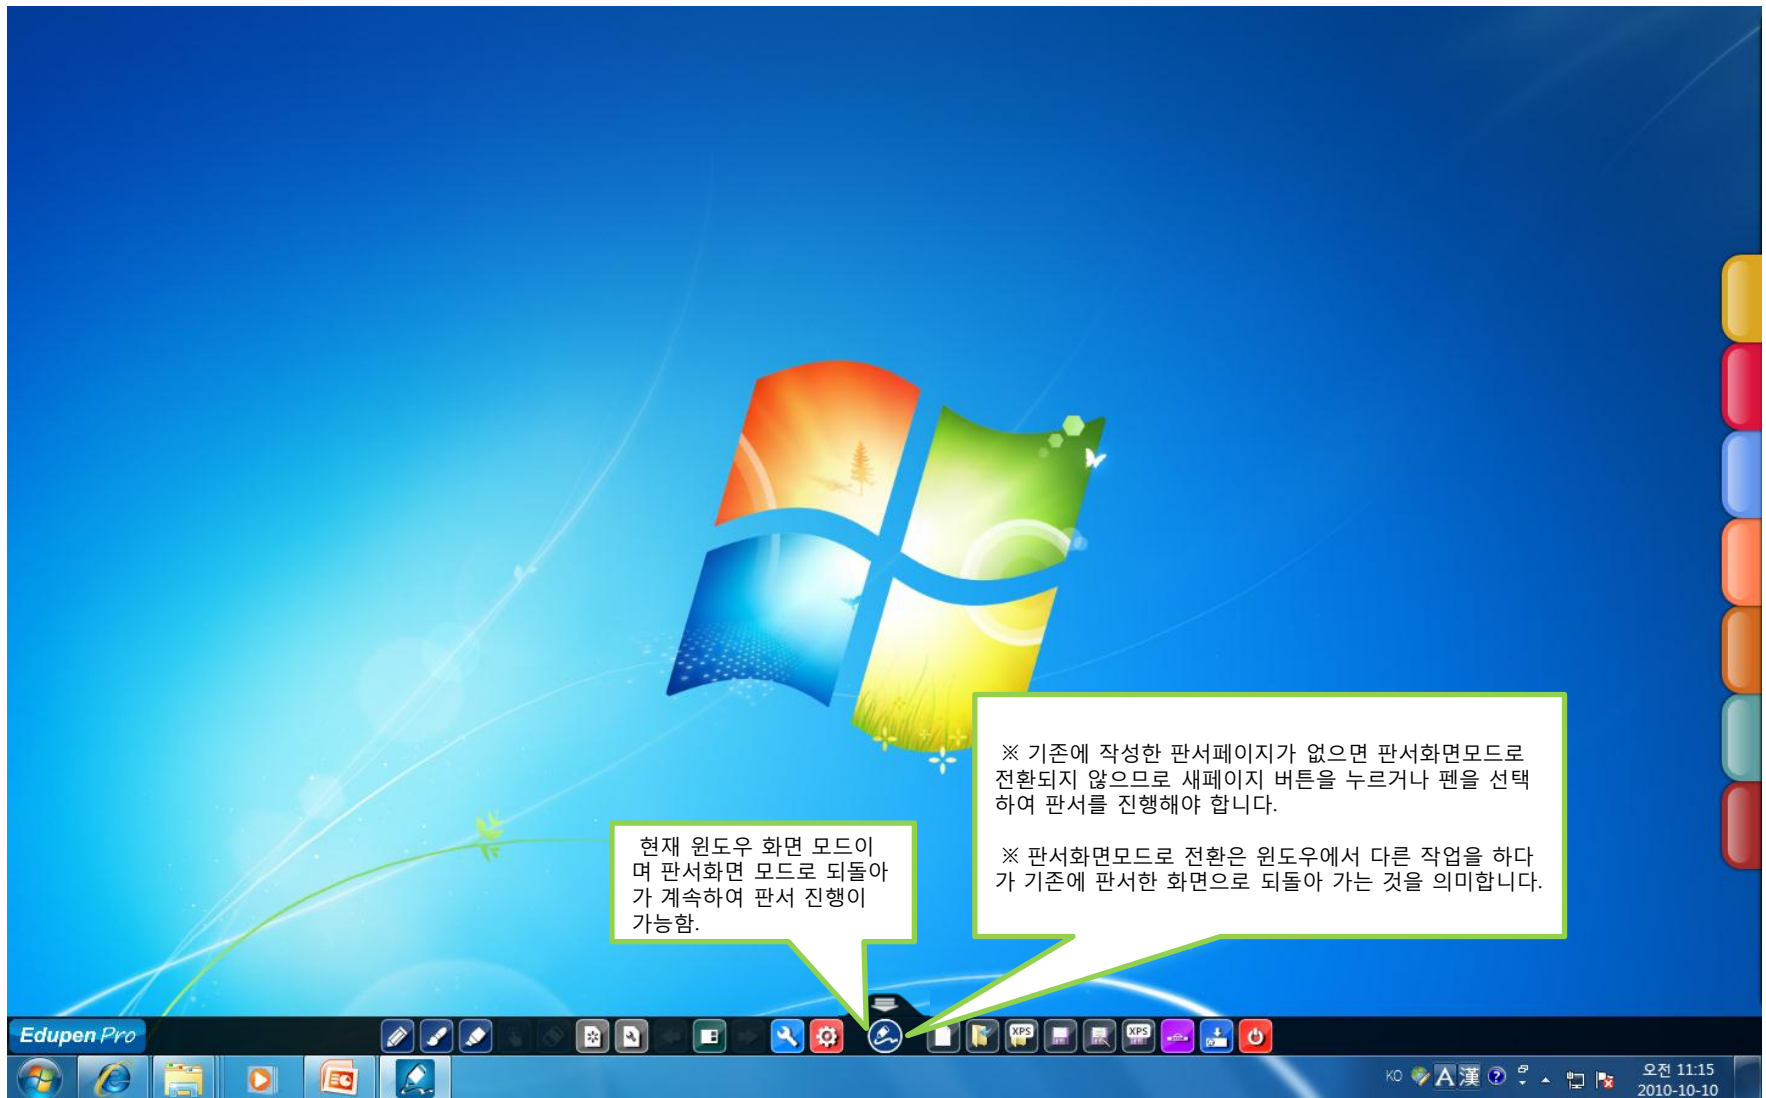 ※ 기존에 작성한 판서페이지가 없으면 판서화면모드로
전환되지 않으므로 새페이지 버튼을 누르거나 펜을 선택
하여 판서를 진행해야 합니다.
※ 판서화면모드로 전환은 윈도우에서 다른 작업을 하다
가 기존에 판서한 화면으로 되돌아 가는 것을 의미합니다.
현재 윈도우 화면 모드이
며 판서화면 모드로 되돌아
가 계속하여 판서 진행이
가능함.
Edupen Pro
XPS
XPS
KO A 漢
오전 11:15
2010-10-10